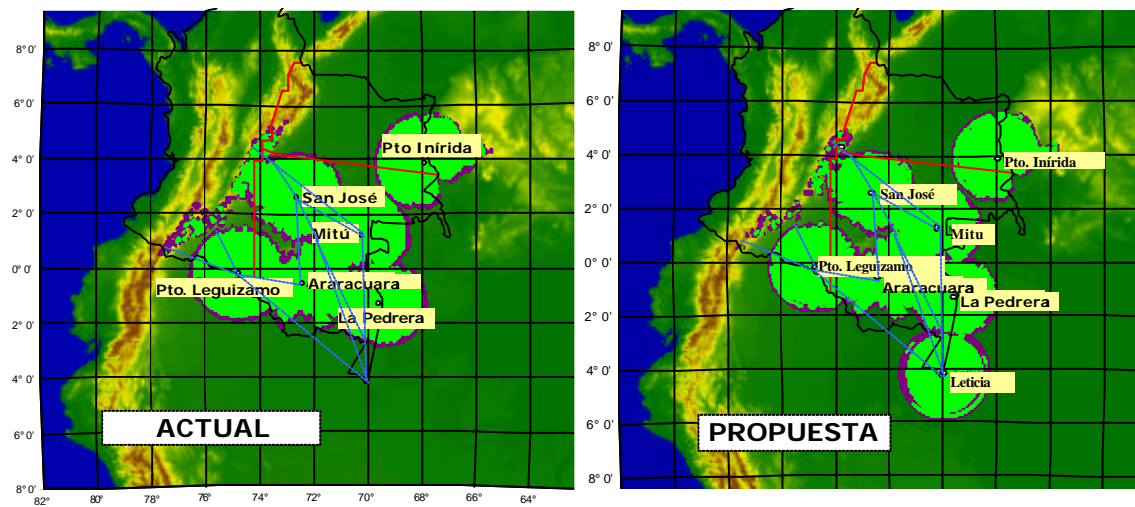 8° 0'
6° 0'
4° 0'
2° 0'
0° 0'
2° 0'
4° 0'
6° 0'
8° 0'
82°
80°
78°
76°
74°
72°
70°
68°
66°
64°
Pto Inírida
San José
Mitú
Pto. Leguizamo
Araracuara
La Pedrera
ACTUAL
8° 0'
6° 0'
4° 0'
2° 0'
0° 0'
2° 0'
4° 0'
6° 0'
8° 0'
Pto. Inírida
San José
Mitu
Pto. Leguizamo
Araracuara
La Pedrera
Leticia
PROPUESTA